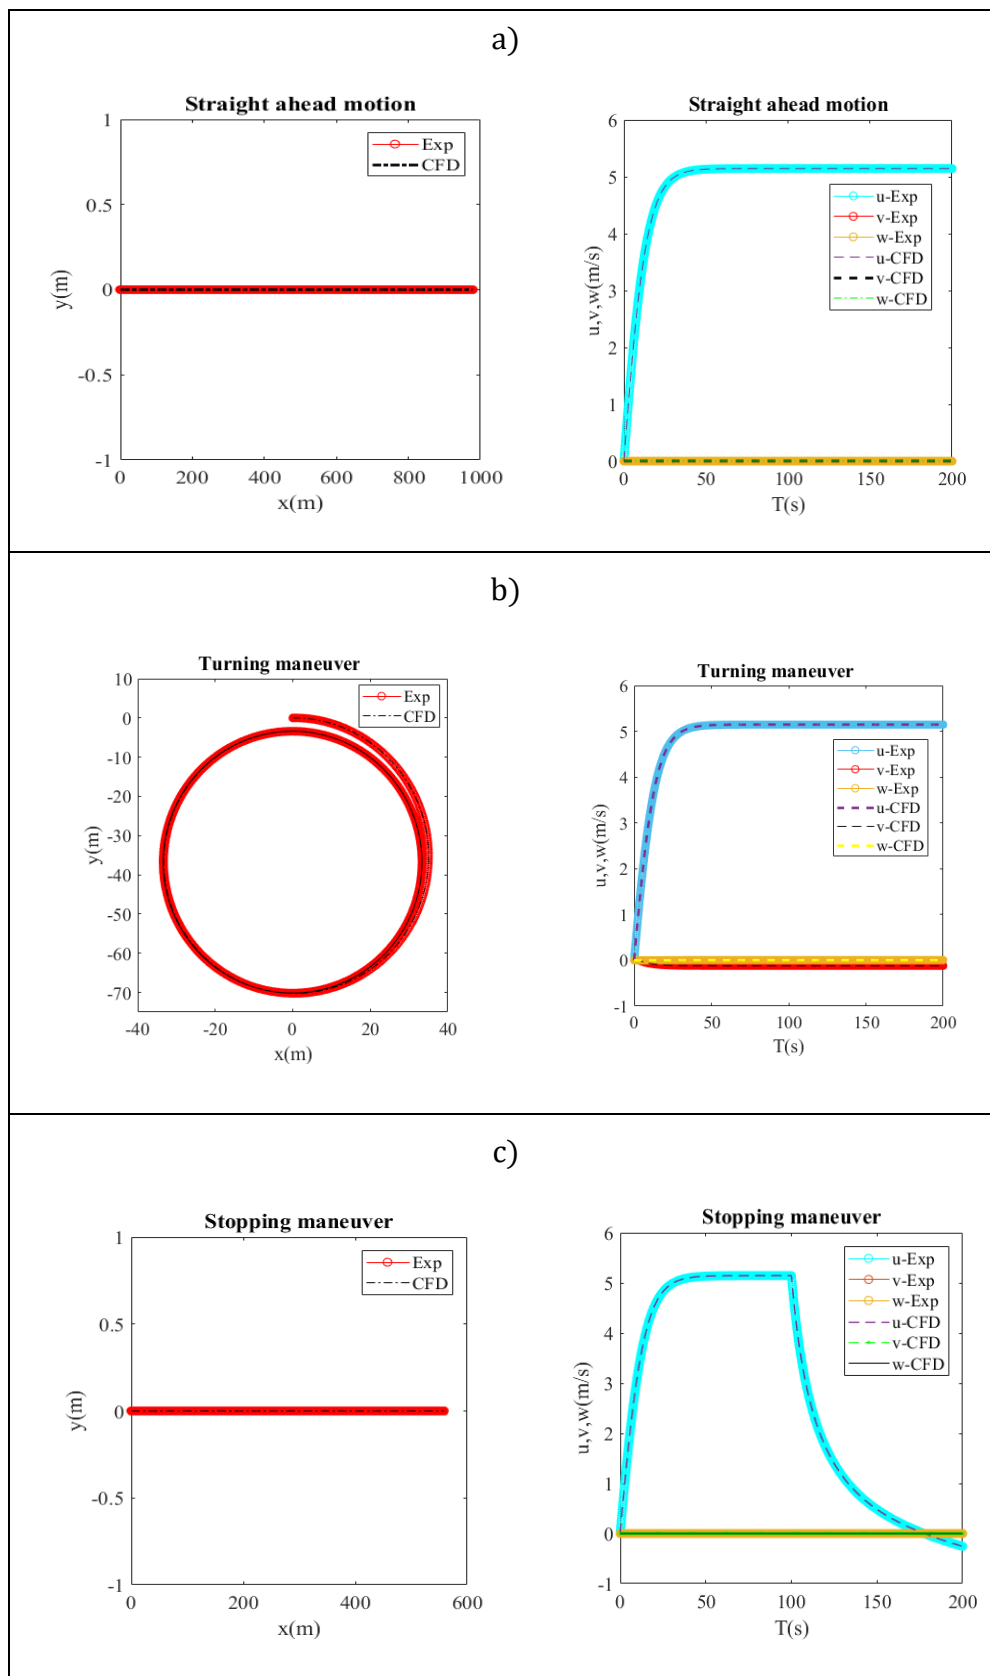 a)
Straight ahead motion
1
0.5
0
-0.5
-1
y(m)
0 200 400 600 800 1000
x(m)
Exp
CFD
Straight ahead motion
6
5
4
3
2
1
0
u,v,w(m/s)
0 50 100 150 200
T(s)
u-Exp
v-Exp
w-Exp
u-CFD
v-CFD
w-CFD
b)
Turning maneuver
10
0
-10
-20
-30
-40
-50
-60
-70
y(m)
-40 -20 0 20 40
x(m)
Exp
CFD
Turning maneuver
6
5
4
3
2
1
0
-1
u,v,w(m/s)
0 50 100 150 200
T(s)
u-Exp
v-Exp
w-Exp
u-CFD
v-CFD
w-CFD
c)
Stopping maneuver
1
0.5
0
-0.5
-1
y(m)
0 200 400 600
x(m)
Exp
CFD
Stopping maneuver
6
5
4
3
2
1
0
-1
u,v,w(m/s)
0 50 100 150 200
T(s)
u-Exp
v-Exp
w-Exp
u-CFD
v-CFD
w-CFD